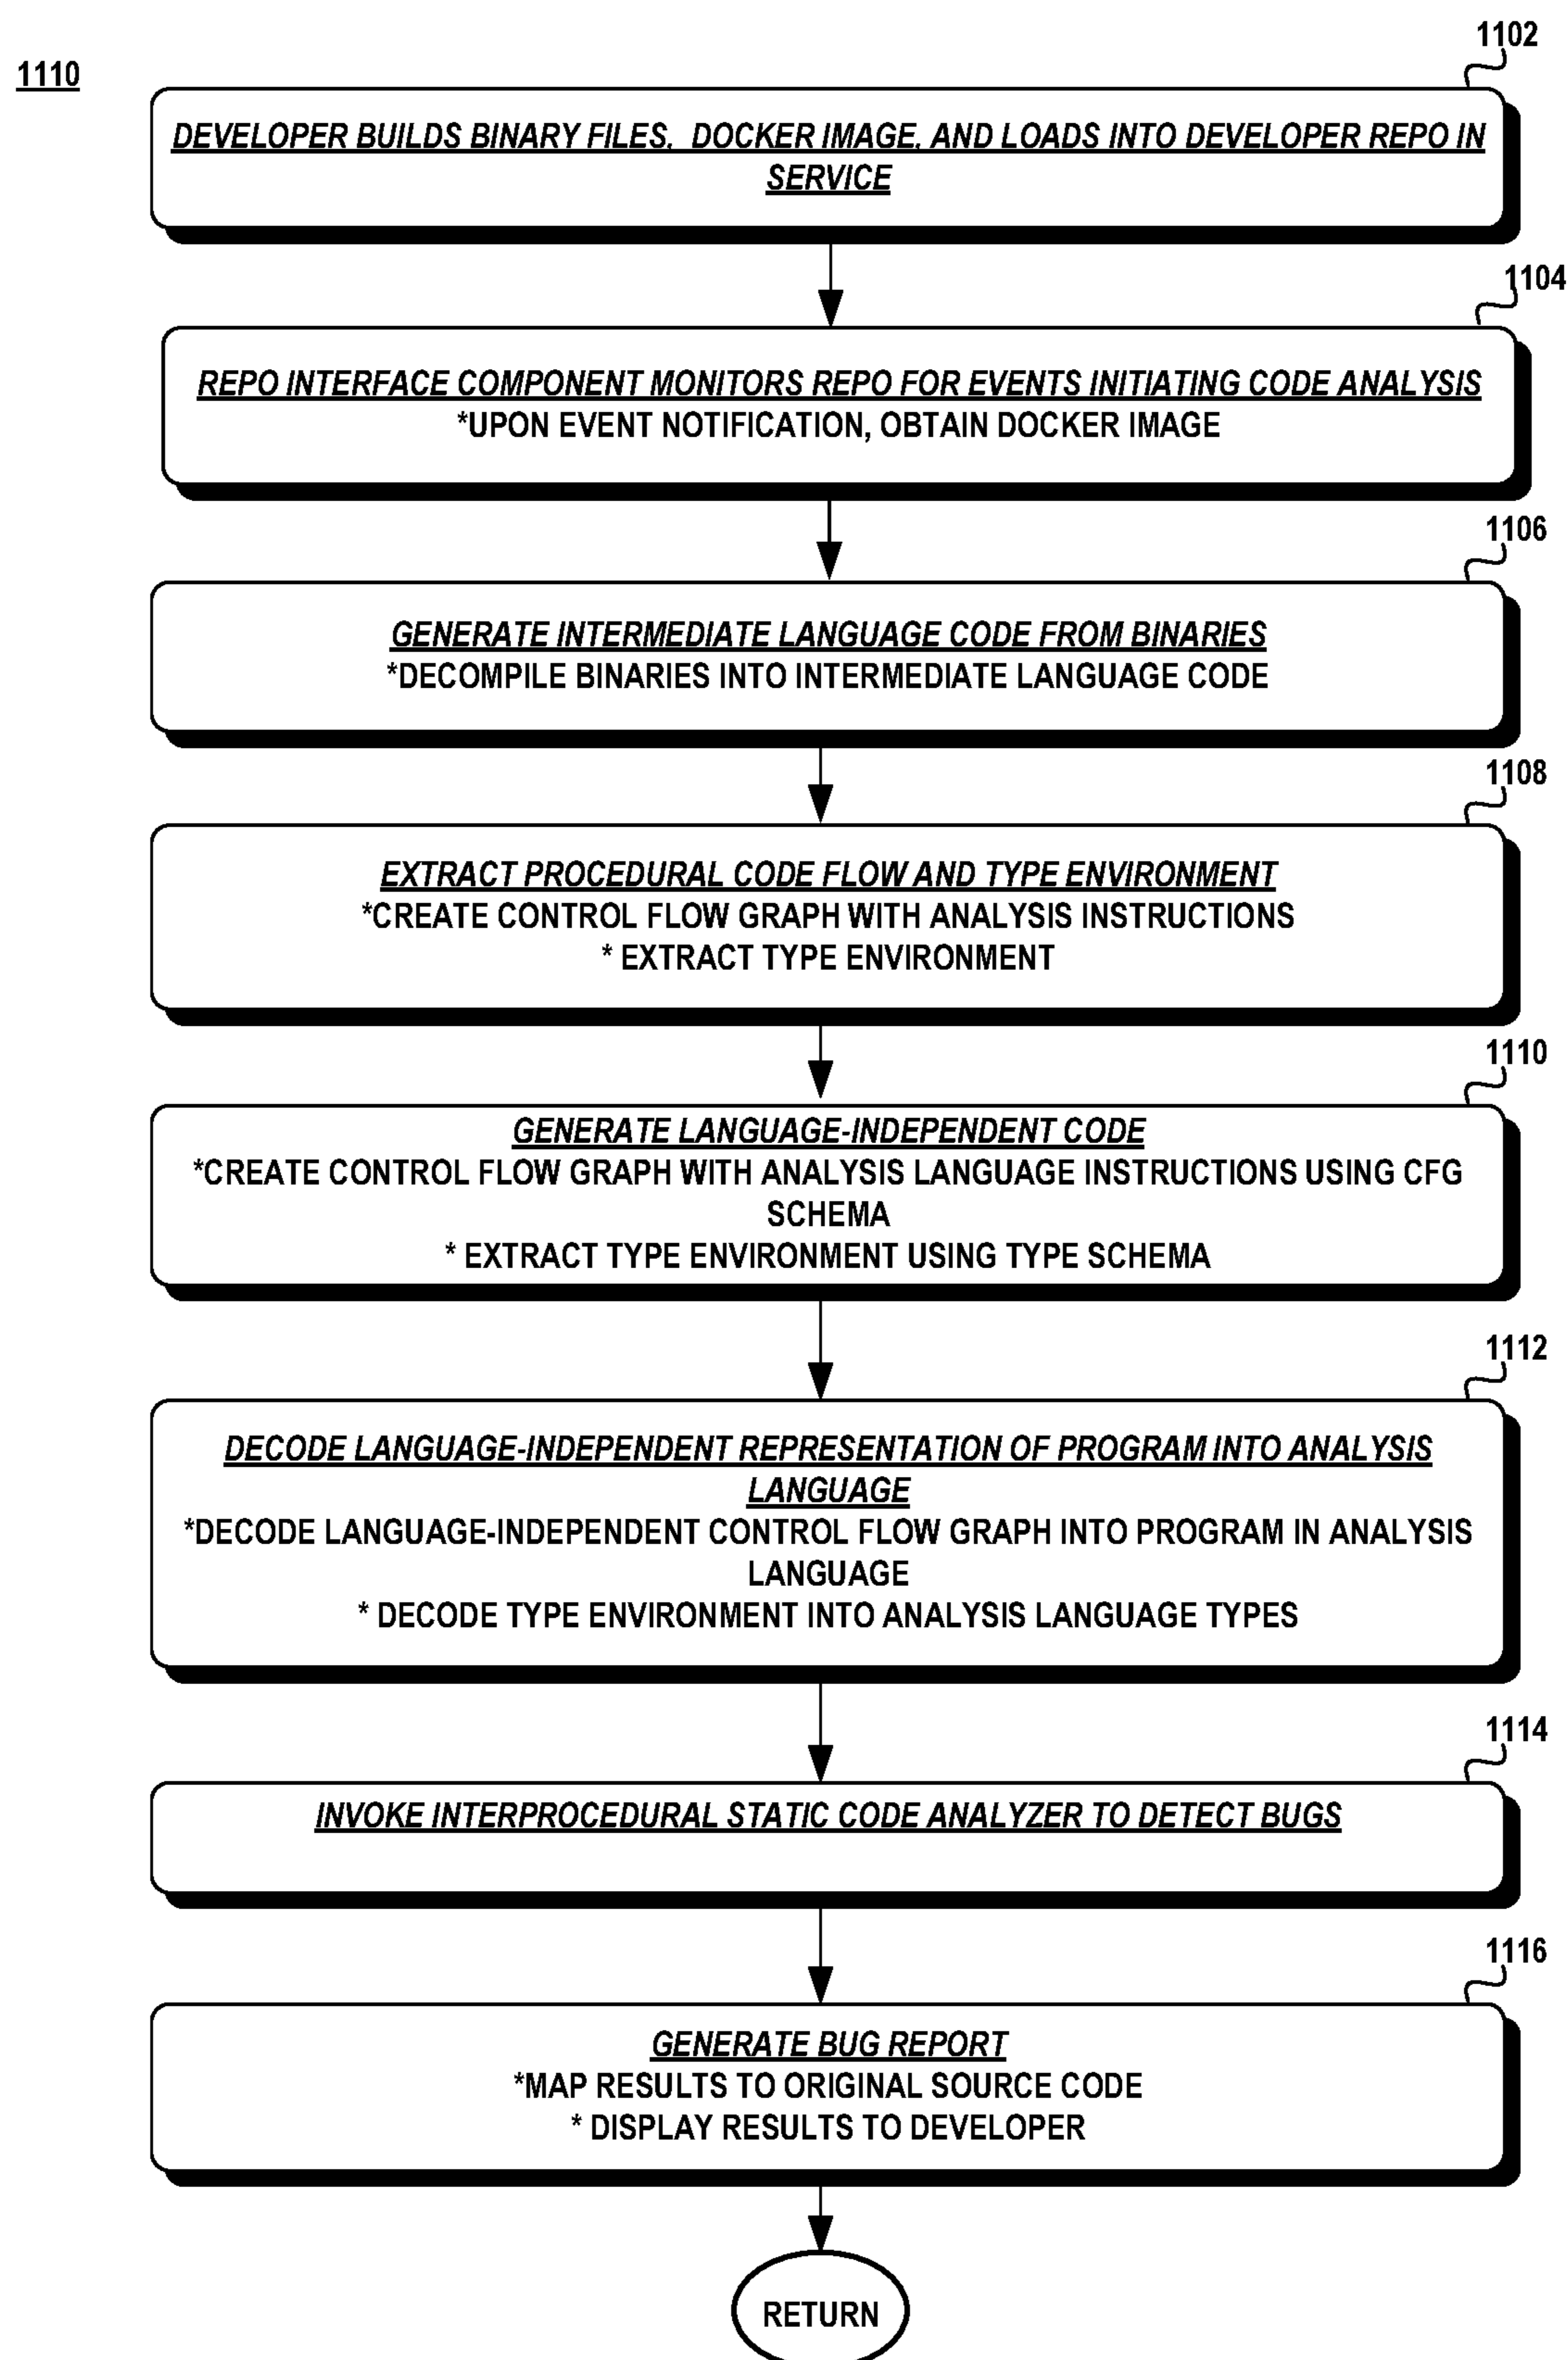 1102
1110
DEVELOPER BUILDS BINARY FILES, DOCKER IMAGE, AND LOADS INTO DEVELOPER REPO IN
SERVICE
1104
REPO INTERFACE COMPONENT MONITORS REPO FOR EVENTS INITIATING CODE ANALYSIS
*UPON EVENT NOTIFICATION, OBTAIN DOCKER IMAGE
1106
GENERATE INTERMEDIATE LANGUAGE CODE FROM BINARIES
*DECOMPILE BINARIES INTO INTERMEDIATE LANGUAGE CODE
1108
EXTRACT PROCEDURAL CODE FLOW AND TYPE ENVIRONMENT
*CREATE CONTROL FLOW GRAPH WITH ANALYSIS INSTRUCTIONS
* EXTRACT TYPE ENVIRONMENT
1110
GENERATE LANGUAGE-INDEPENDENT CODE
*CREATE CONTROL FLOW GRAPH WITH ANALYSIS LANGUAGE INSTRUCTIONS USING CFG
SCHEMA
* EXTRACT TYPE ENVIRONMENT USING TYPE SCHEMA
1112
DECODE LANGUAGE-INDEPENDENT REPRESENTATION OF PROGRAM INTO ANALYSIS
LANGUAGE
*DECODE LANGUAGE-INDEPENDENT CONTROL FLOW GRAPH INTO PROGRAM IN ANALYSIS
LANGUAGE
* DECODE TYPE ENVIRONMENT INTO ANALYSIS LANGUAGE TYPES
1114
INVOKE INTERPROCEDURAL STATIC CODE ANALYZER TO DETECT BUGS
1116
GENERATE BUG REPORT
*MAP RESULTS TO ORIGINAL SOURCE CODE
* DISPLAY RESULTS TO DEVELOPER
RETURN